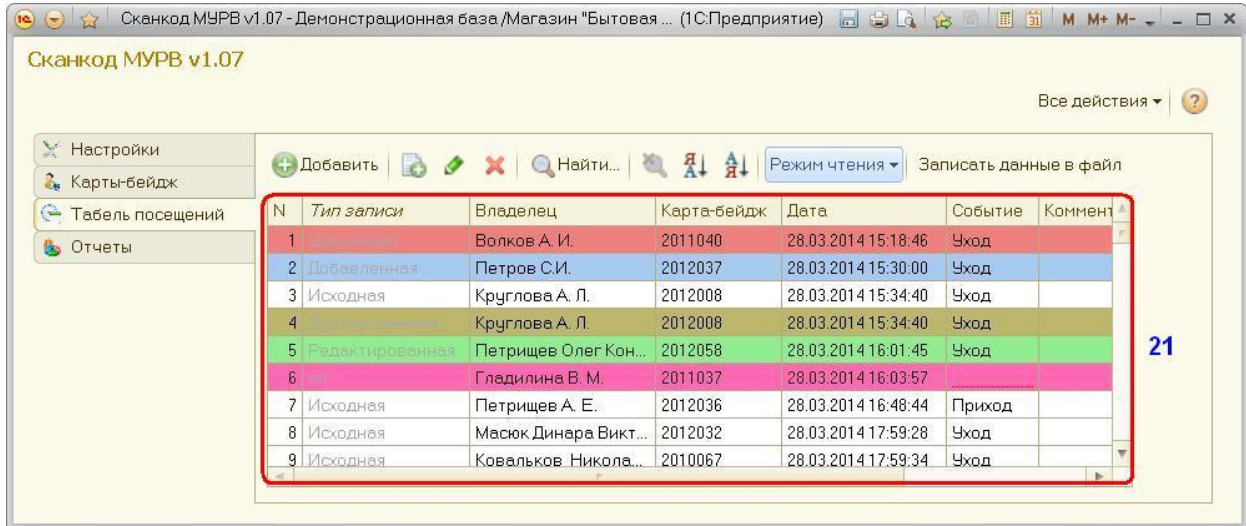 Сканкод МУРВ v1.07 - Демонстрационная база /Магазин "Бытовая ... (1С:Предприятие) M M+ M-
Сканкод МУРВ v1.07
Все действия
Настройки
Карты-бейдж
Табель посещений
Отчеты
Добавить Найти... Режим чтения Записать данные в файл
N Тип записи Владелец Карта-бейдж Дата Событие Коммент
1 Волков А. И. 2011040 28.03.2014 15:18:46 Уход
2 Добавленная Петров С.И. 2012037 28.03.2014 15:30:00 Уход
3 Исходная Круглова А. Л. 2012008 28.03.2014 15:34:40 Уход
4 Круглова А. Л. 2012008 28.03.2014 15:34:40 Уход
5 Редактированная Петрищев Олег Кон... 2012058 28.03.2014 16:01:45 Уход
6 Гладилина В. М. 2011037 28.03.2014 16:03:57
7 Исходная Петрищев А. Е. 2012036 28.03.2014 16:48:44 Приход
8 Исходная Масюк Динара Викт... 2012032 28.03.2014 17:59:28 Уход
9 Исходная Ковальков Никола... 2010067 28.03.2014 17:59:34 Уход
21